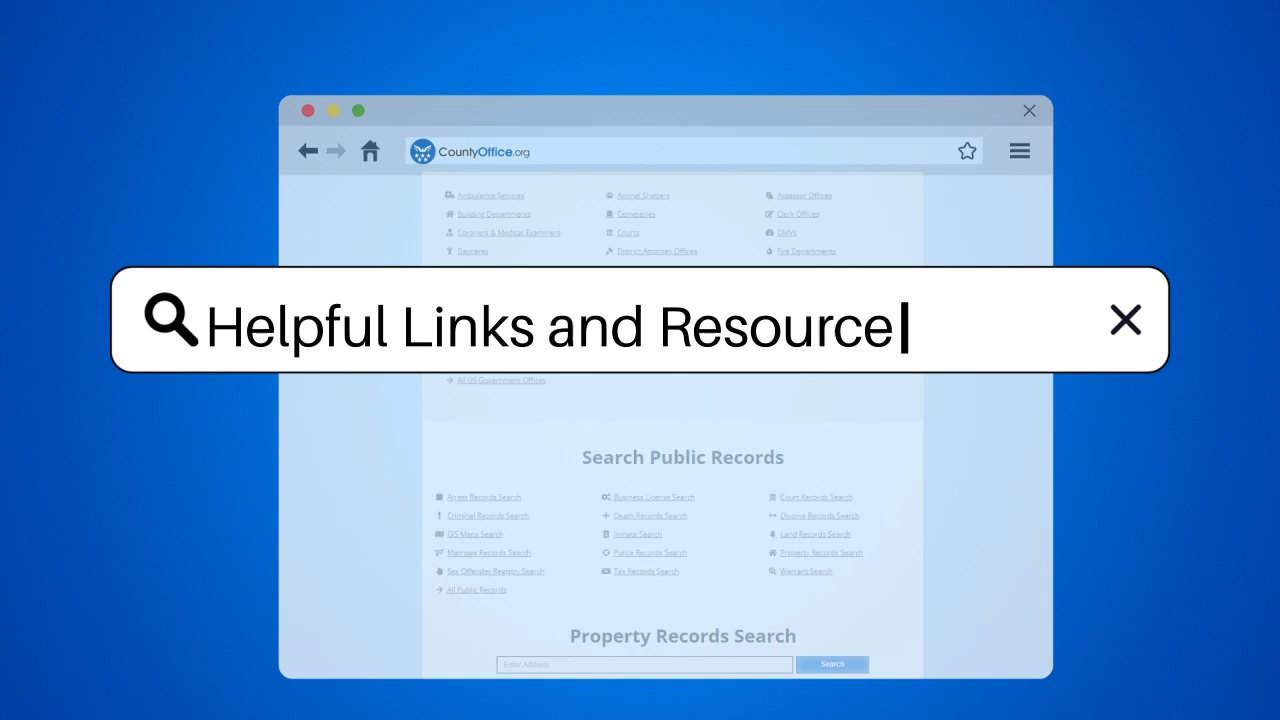 CountyOffice.org
Ambulance Services Animal Shelters Assessor Offices
Building Departments Cemeteries Clerk Offices
Coroners & Medical Examiners Courts DMVs
Daycares District Attorney Offices Fire Departments
Helpful Links and Resource
All US Government Offices
Search Public Records
Arrest Records Search Business License Search Court Records Search
Criminal Records Search Death Records Search Divorce Records Search
GIS Maps Search Inmate Search Land Records Search
Marriage Records Search Police Records Search Property Records Search
Sex Offender Registry Search Tax Records Search Warrant Search
All Public Records
Property Records Search
Enter Address Search